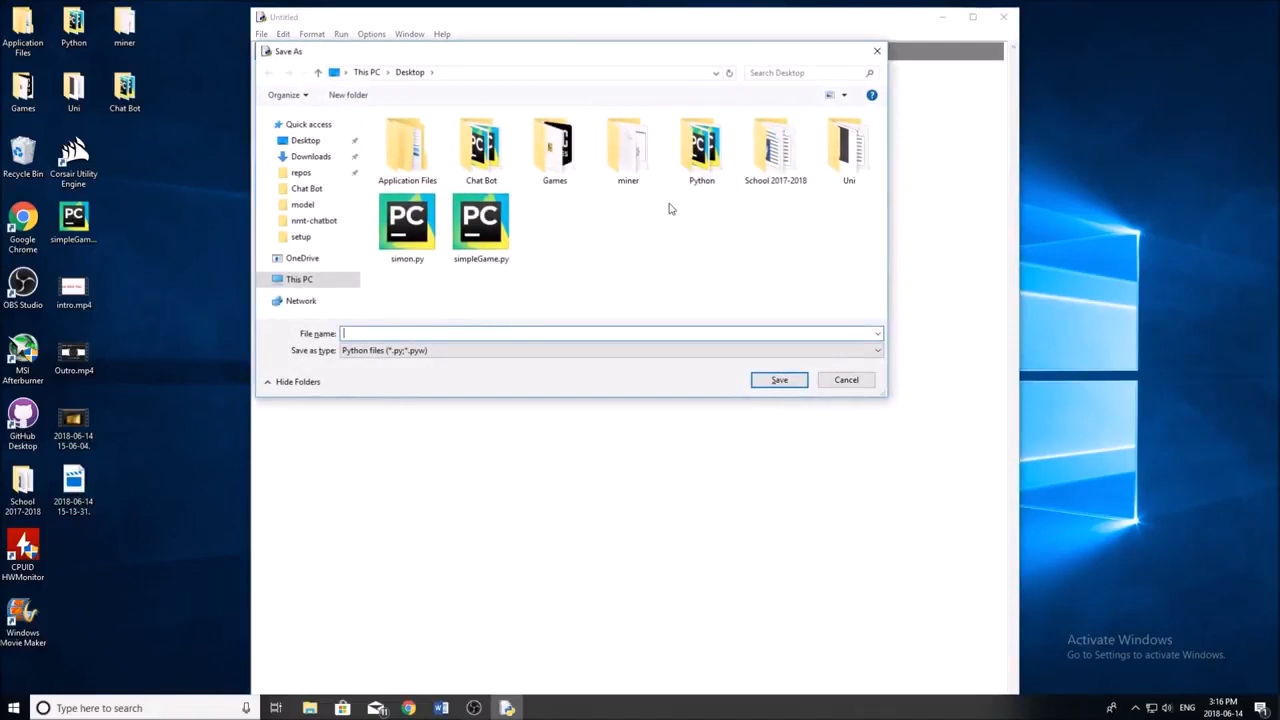 Application Files
Python
miner
Games
Uni
Chat Bot
Recycle Bin
Corsair Utility Engine
Google Chrome
simpleGam...
OBS Studio
intro.mp4
MSI Afterburner
Outro.mp4
GitHub Desktop
2018-06-14 15-06-04.
School 2017-2018
2018-06-14 15-13-31.
CPUID HWMonitor
Windows Movie Maker
Untitled
File Edit Format Run Options Window Help
Save As
This PC > Desktop >
Search Desktop
Organize New folder
Quick access
Desktop
Downloads
repos
Chat Bot
model
nmt-chatbot
setup
OneDrive
This PC
Network
Application Files Chat Bot Games miner Python School 2017-2018 Uni
PC PC
simon.py simpleGame.py
File name:
Save as type: Python files (*.py;*.pyw)
Hide Folders
Save Cancel
Activate Windows
Go to Settings to activate Windows.
Type here to search
ENG
3:16 PM
2018-06-14